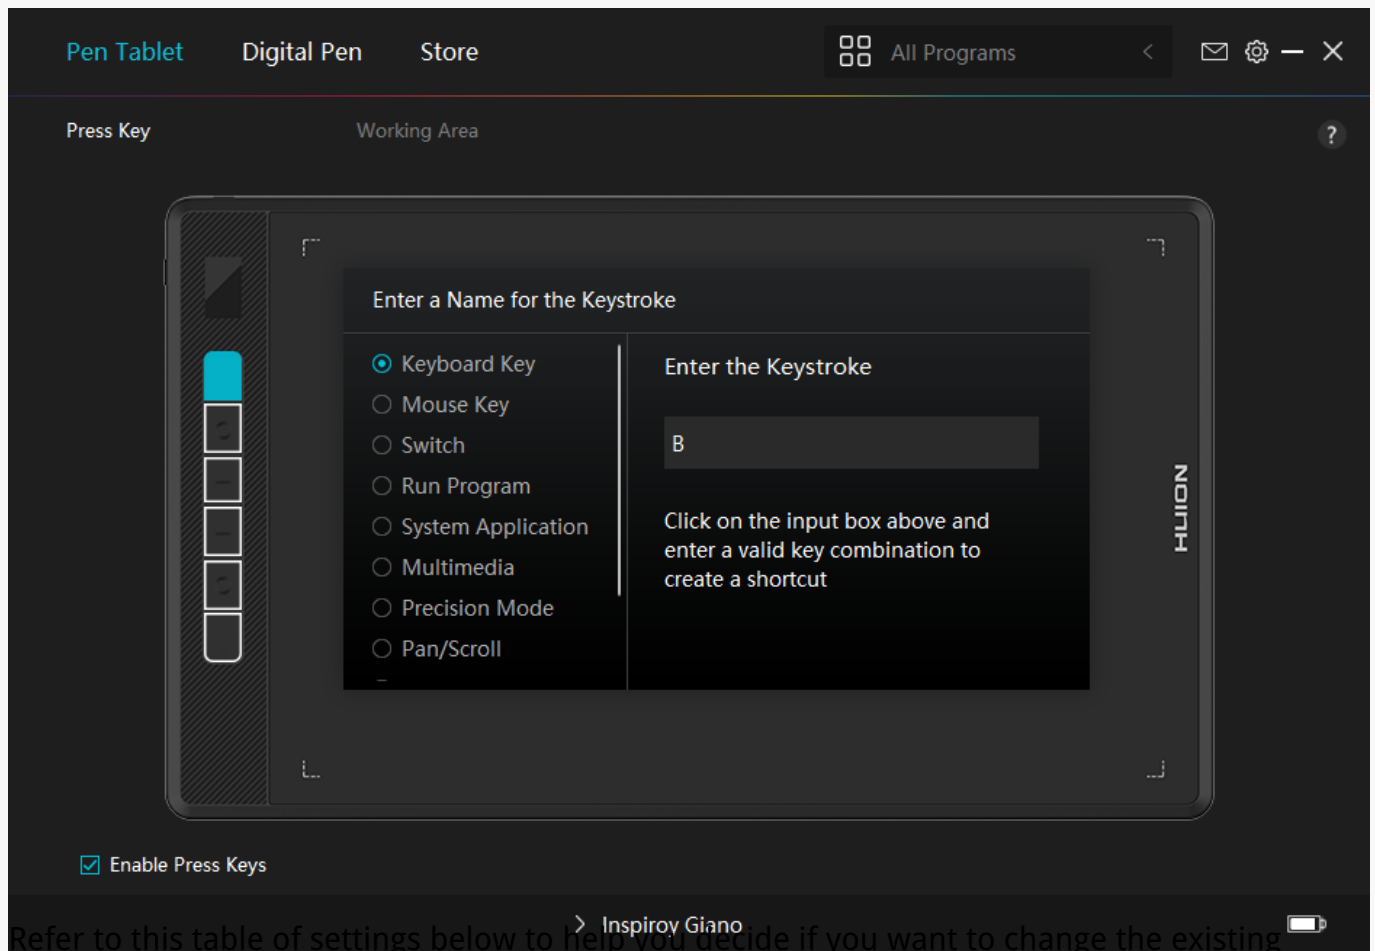 Pen Tablet Digital Pen Store All Programs
Press Key Working Area ?
Enter a Name for the Keystroke
Keyboard Key
Mouse Key
Switch
Run Program
System Application
Multimedia
Precision Mode
Pan/Scroll
Enter the Keystroke
B
Click on the input box above and
enter a valid key combination to
create a shortcut
HUION
Enable Press Keys
Inspiroy Giano
Refer to this table of settings below to help you decide if you want to change the existing